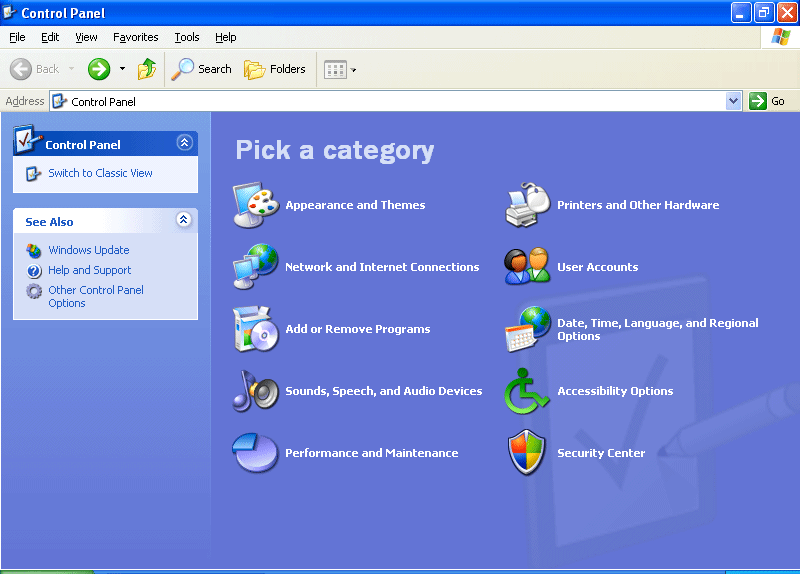 Control Panel
File Edit View Favorites Tools Help
Back Search Folders
Address Control Panel Go
Control Panel
Switch to Classic View
See Also
Windows Update
Help and Support
Other Control Panel
Options
Pick a category
Appearance and Themes
Printers and Other Hardware
Network and Internet Connections
User Accounts
Add or Remove Programs
Date, Time, Language, and Regional
Options
Sounds, Speech, and Audio Devices
Accessibility Options
Performance and Maintenance
Security Center